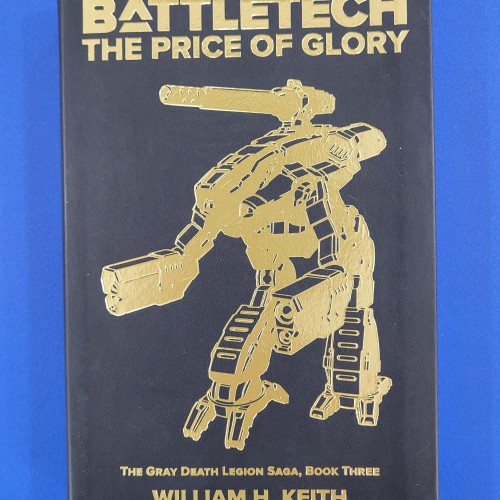 BATTLETECH
THE PRICE OF GLORY
THE GRAY DEATH LEGION SAGA, BOOK THREE
WILLIAM H. KEITH